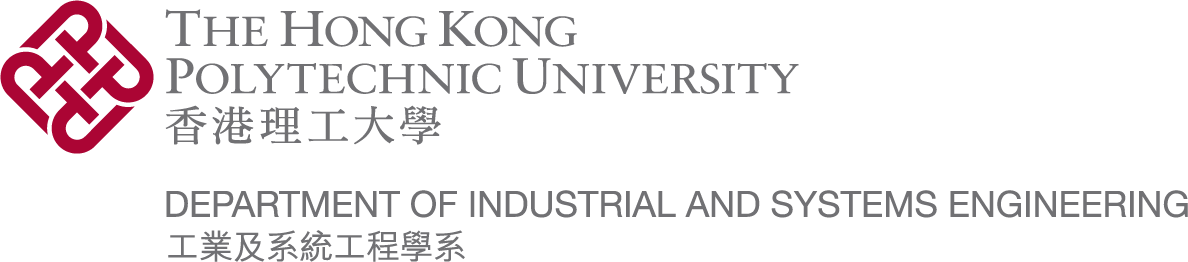 THE HONG KONG
POLYTECHNIC UNIVERSITY
香港理工大學
DEPARTMENT OF INDUSTRIAL AND SYSTEMS ENGINEERING
工業及系統工程學系